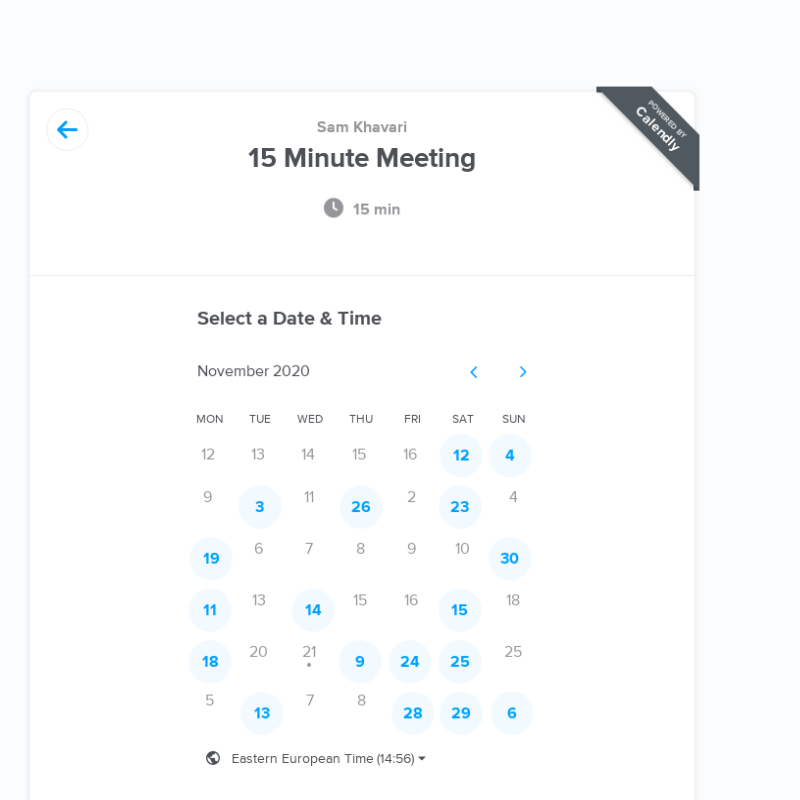 POWERED BY
Calendly
Sam Khavari
15 Minute Meeting
15 min
Select a Date & Time
November 2020
MON TUE WED THU FRI SAT SUN
12 13 14 15 16 12 4
9 3 11 26 2 23 4
19 6 7 8 9 10 30
11 13 14 15 16 15 18
18 20 21 9 24 25 25
5 13 7 8 28 29 6
Eastern European Time (14:56)